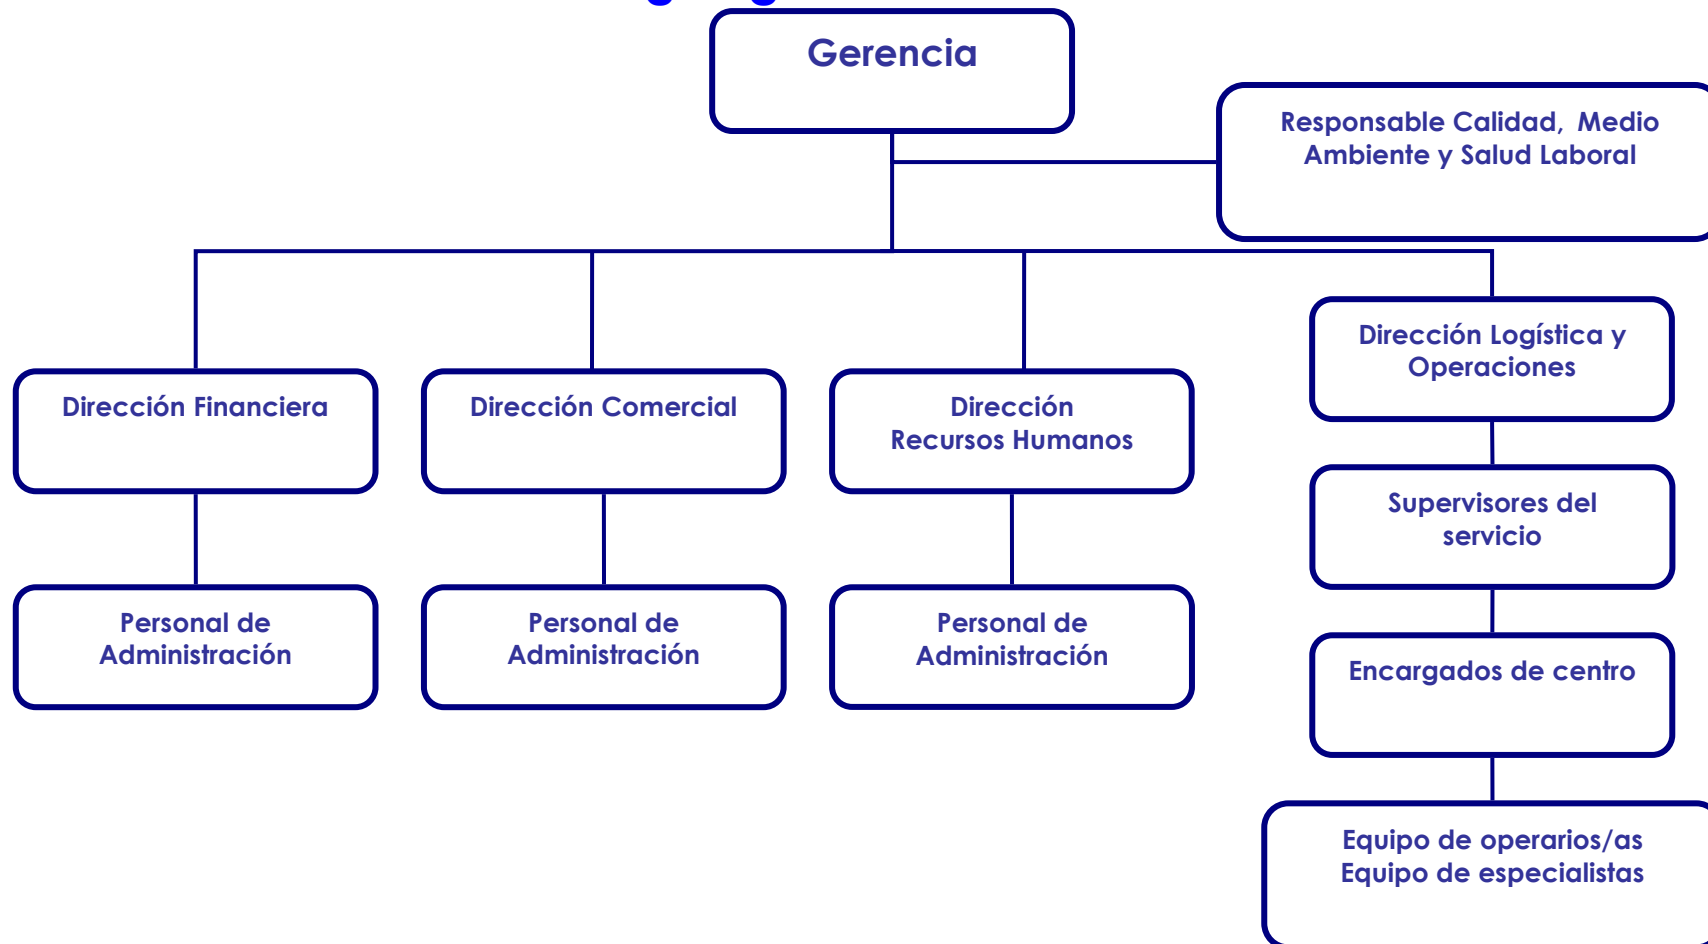 Gerencia
Responsable Calidad, Medio
Ambiente y Salud Laboral
Dirección Logística y
Operaciones
Dirección Financiera
Dirección Comercial
Dirección
Recursos Humanos
Supervisores del
servicio
Personal de
Administración
Personal de
Administración
Personal de
Administración
Encargados de centro
Equipo de operarios/as
Equipo de especialistas